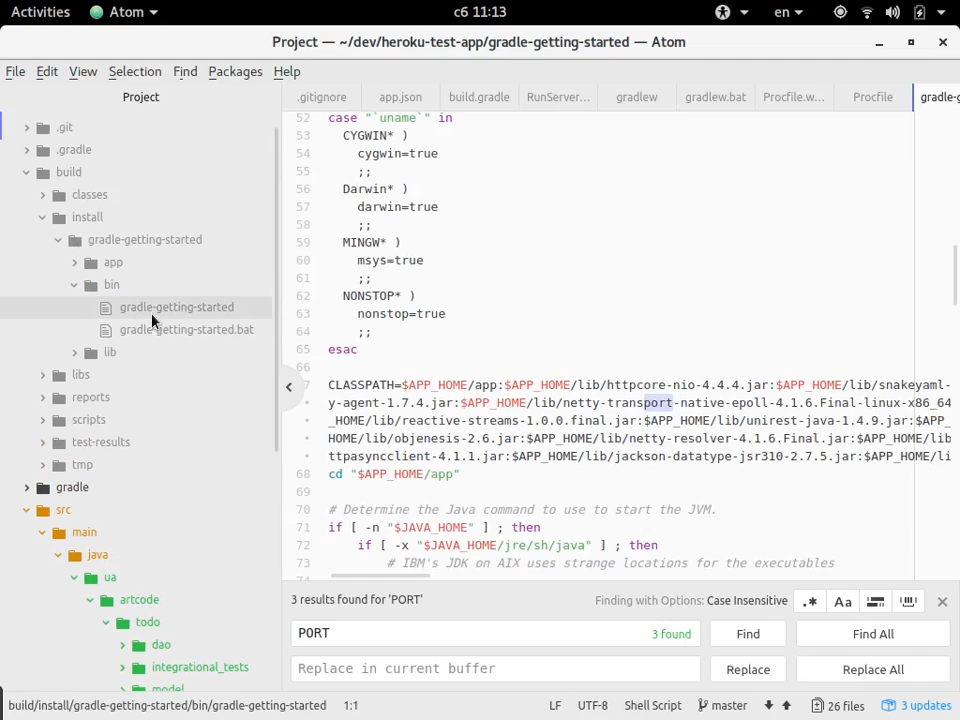 Activities Atom сб 11:13 en
Project — ~/dev/heroku-test-app/gradle-getting-started — Atom
File Edit View Selection Find Packages Help
Project
.gitignore app.json build.gradle RunServer... gradlew gradlew.bat Procfile.w... Procfile gradle-g
.git
.gradle
build
classes
install
gradle-getting-started
app
bin
gradle-getting-started
gradle-getting-started.bat
lib
libs
reports
scripts
test-results
tmp
gradle
src
main
java
ua
artcode
todo
dao
integrational_tests
model
52 case "`uname`" in
53 CYGWIN* )
54 cygwin=true
55 ;;
56 Darwin* )
57 darwin=true
58 ;;
59 MINGW* )
60 msys=true
61 ;;
62 NONSTOP* )
63 nonstop=true
64 ;;
65 esac
66
7 CLASSPATH=$APP_HOME/app:$APP_HOME/lib/httpcore-nio-4.4.4.jar:$APP_HOME/lib/snakeyaml-
• y-agent-1.7.4.jar:$APP_HOME/lib/netty-transport-native-epoll-4.1.6.Final-linux-x86_64
• _HOME/lib/reactive-streams-1.0.0.final.jar:$APP_HOME/lib/unirest-java-1.4.9.jar:$APP_
• HOME/lib/objenesis-2.6.jar:$APP_HOME/lib/netty-resolver-4.1.6.Final.jar:$APP_HOME/lib
• ttpasyncclient-4.1.1.jar:$APP_HOME/lib/jackson-datatype-jsr310-2.7.5.jar:$APP_HOME/li
68 cd "$APP_HOME/app"
69
70 # Determine the Java command to use to start the JVM.
71 if [ -n "$JAVA_HOME" ] ; then
72 if [ -x "$JAVA_HOME/jre/sh/java" ] ; then
73 # IBM's JDK on AIX uses strange locations for the executables
3 results found for 'PORT' Finding with Options: Case Insensitive .* Aa
PORT 3 found Find Find All
Replace in current buffer Replace Replace All
build/install/gradle-getting-started/bin/gradle-getting-started 1:1 LF UTF-8 Shell Script master 26 files 3 updates